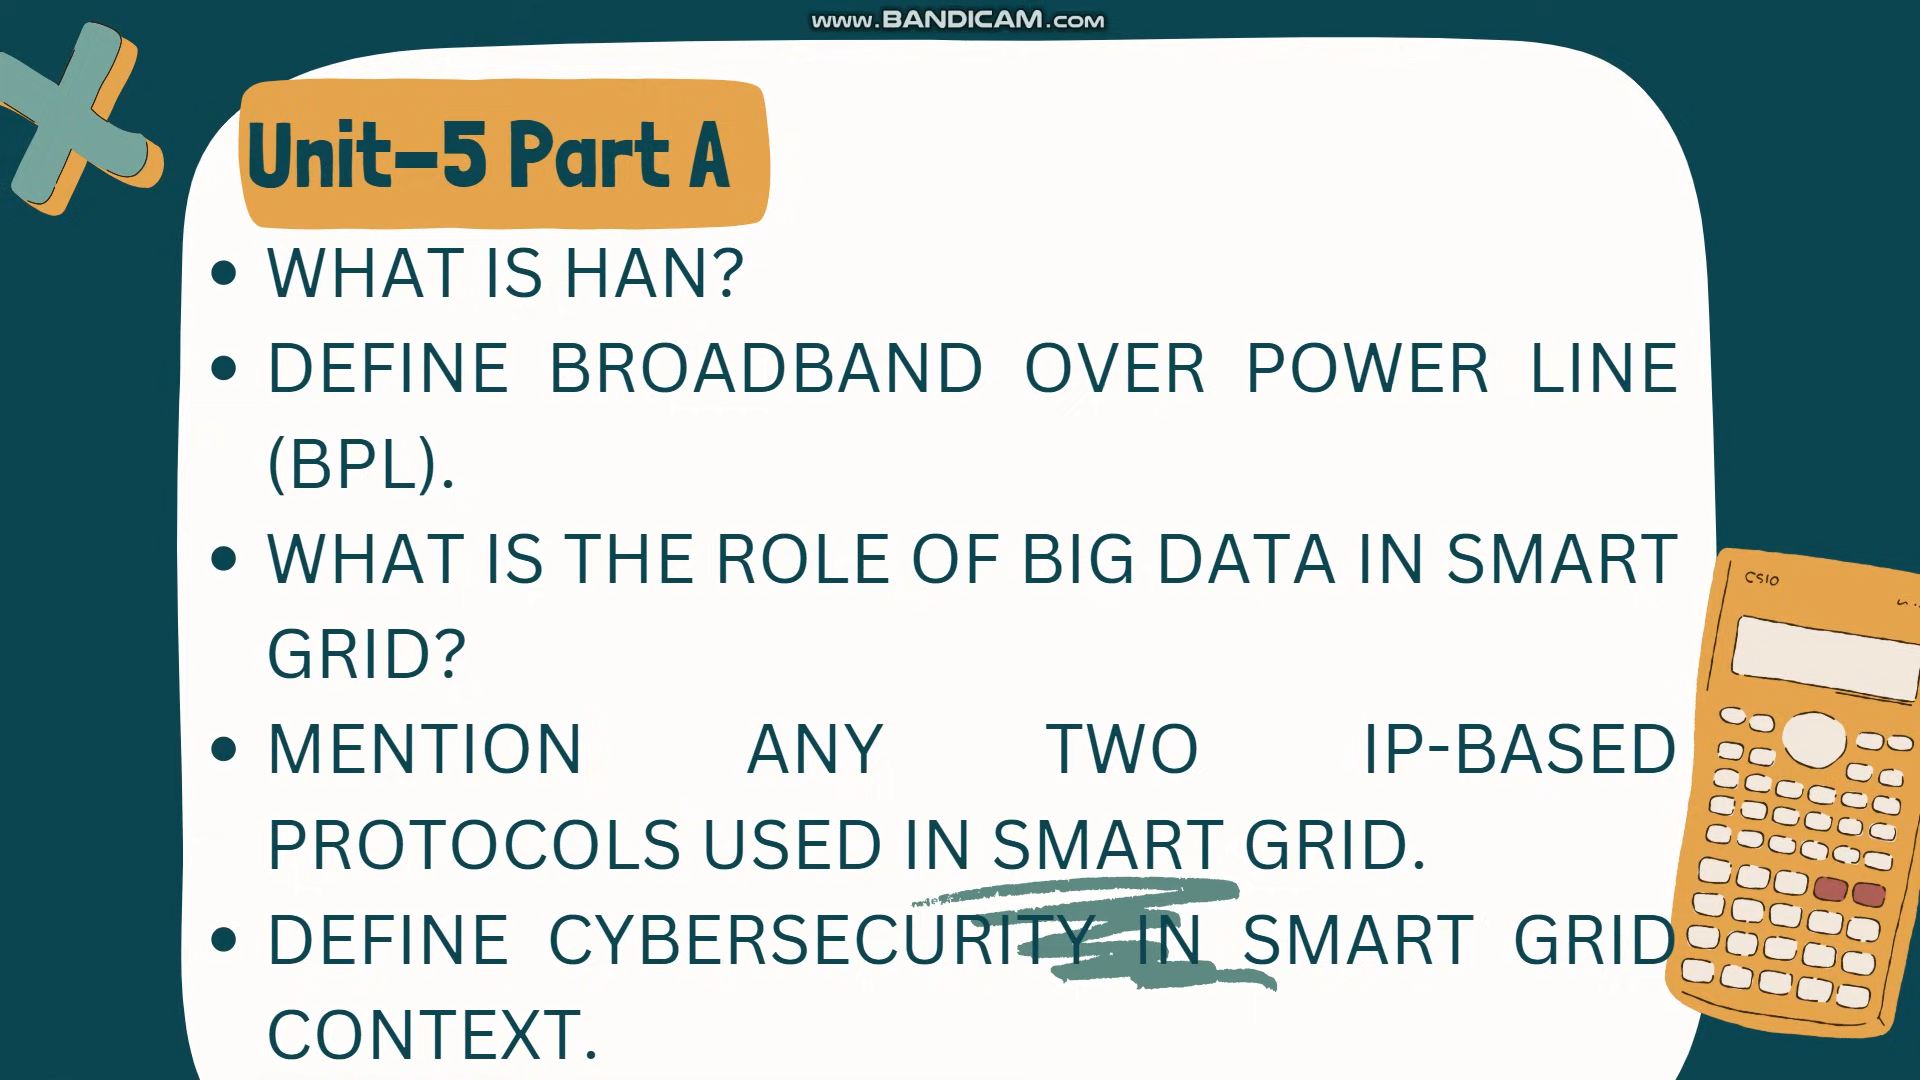 www.BANDICAM.com
Unit-5 Part A
• WHAT IS HAN?
• DEFINE BROADBAND OVER POWER LINE
(BPL).
• WHAT IS THE ROLE OF BIG DATA IN SMART
GRID?
• MENTION ANY TWO IP-BASED
PROTOCOLS USED IN SMART GRID.
• DEFINE CYBERSECURITY IN SMART GRID
CONTEXT.
CS10